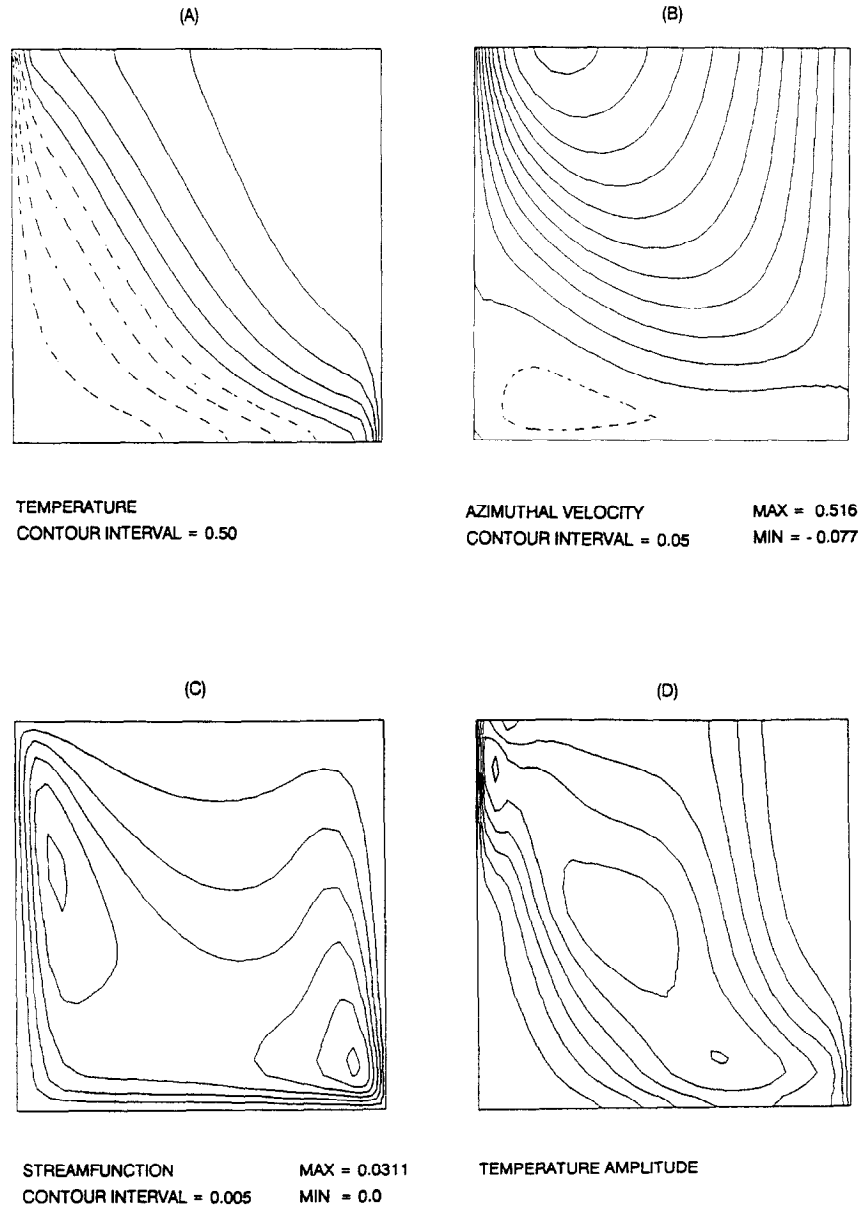 (A)
(B)
TEMPERATURE
CONTOUR INTERVAL = 0.50
AZIMUTHAL VELOCITY MAX = 0.516
CONTOUR INTERVAL = 0.05 MIN = - 0.077
(C)
(D)
STREAMFUNCTION MAX = 0.0311
CONTOUR INTERVAL = 0.005 MIN = 0.0
TEMPERATURE AMPLITUDE